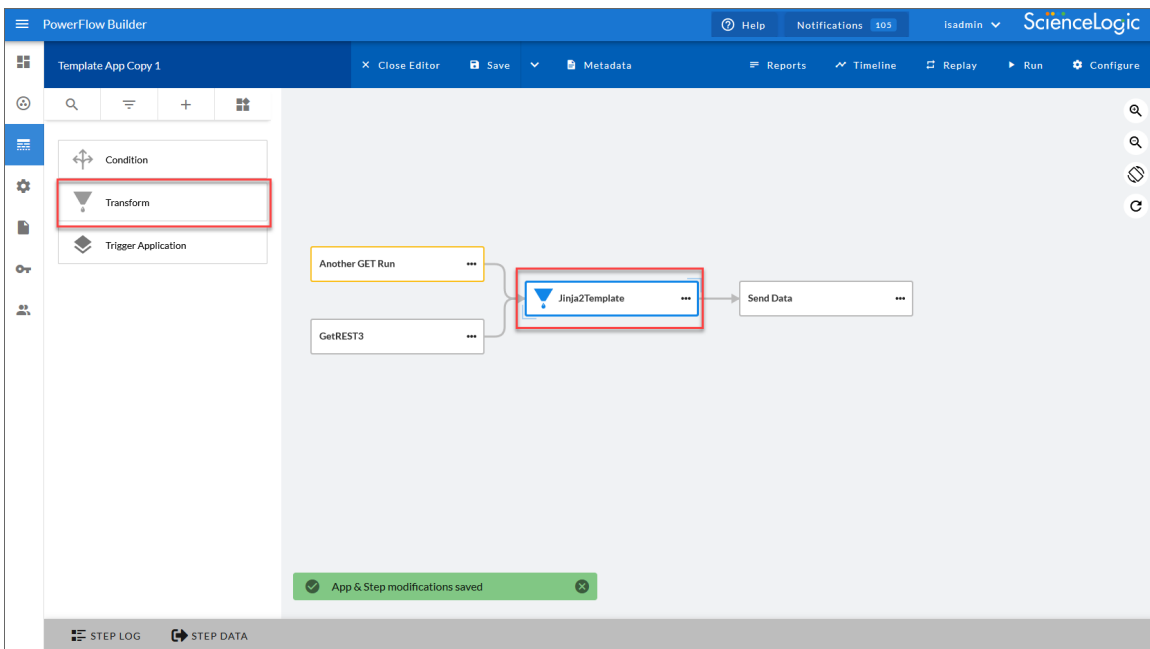 PowerFlow Builder
Help
Notifications 105
isadmin
ScienceLogic
Template App Copy 1
Close Editor
Save
Metadata
Reports
Timeline
Replay
Run
Configure
Condition
Transform
Trigger Application
Another GET Run
Jinja2Template
Send Data
GetREST3
App & Step modifications saved
STEP LOG
STEP DATA